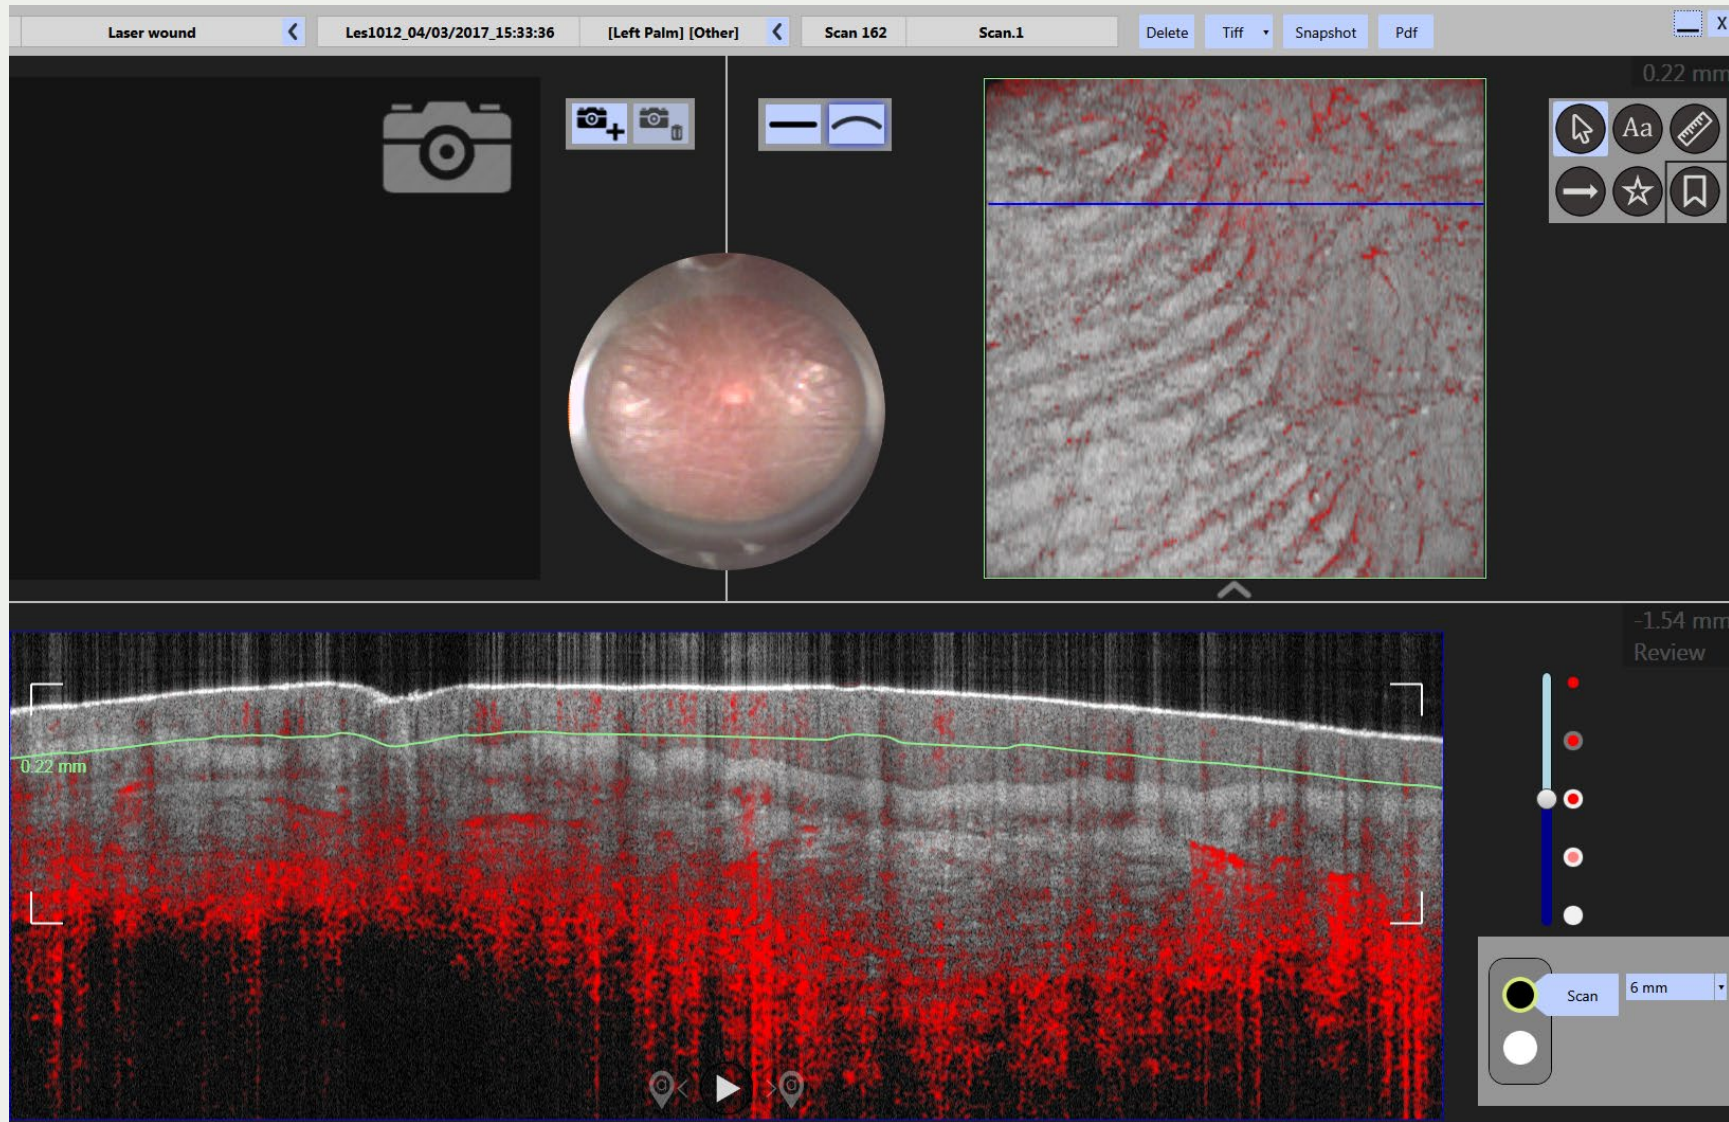 Laser wound
Les1012_04/03/2017_15:33:36
[Left Palm] [Other]
Scan 162
Scan.1
Delete
Tiff
Snapshot
Pdf
X
0.22 mm
Aa
-1.54 mm
Review
0.22 mm
Scan
6 mm